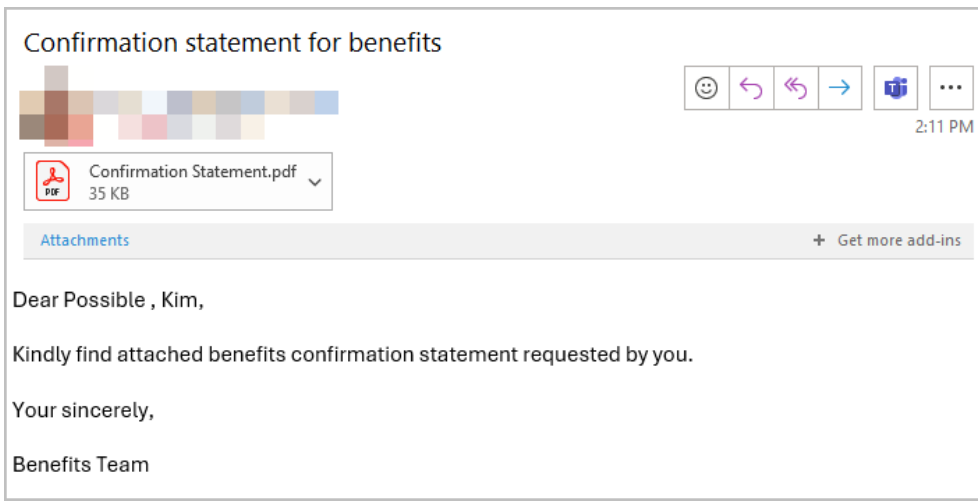 Confirmation statement for benefits
2:11 PM
Confirmation Statement.pdf
PDF
35 KB
Attachments
+ Get more add-ins
Dear Possible , Kim,
Kindly find attached benefits confirmation statement requested by you.
Your sincerely,
Benefits Team